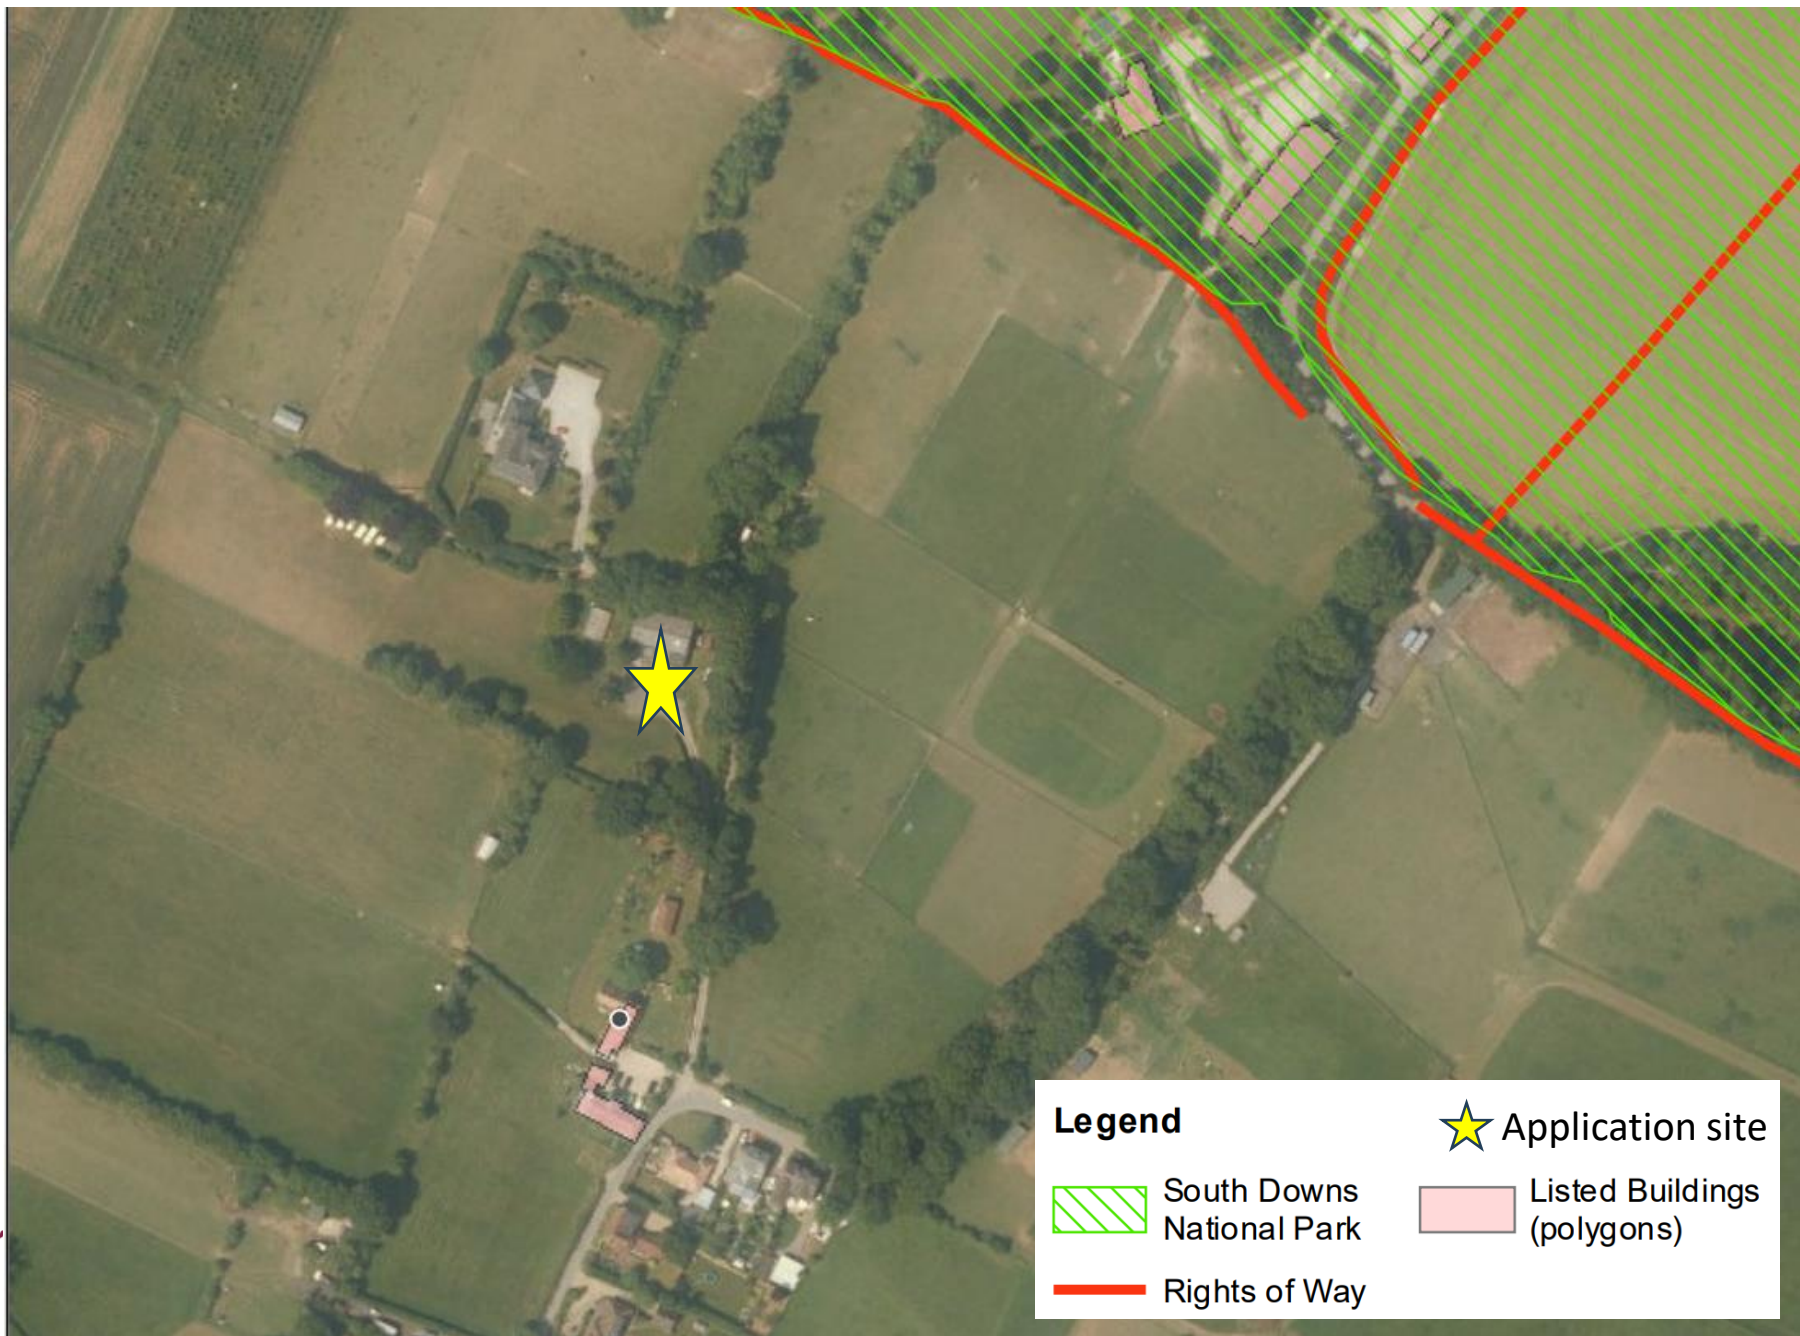 Legend
Application site
South Downs
National Park
Listed Buildings
(polygons)
Rights of Way